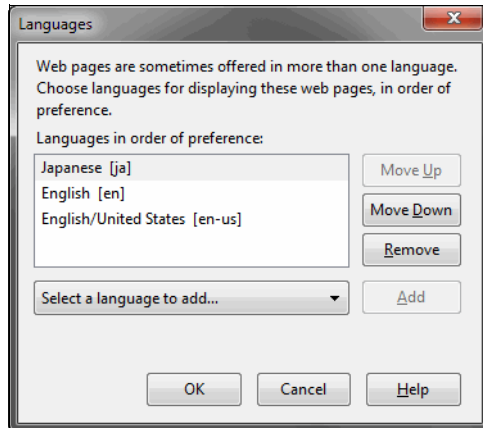 Languages
Web pages are sometimes offered in more than one language.
Choose languages for displaying these web pages, in order of
preference.
Languages in order of preference:
Japanese [ja]
Move Up
English [en]
Move Down
English/United States [en-us]
Remove
Select a language to add...
Add
OK
Cancel
Help